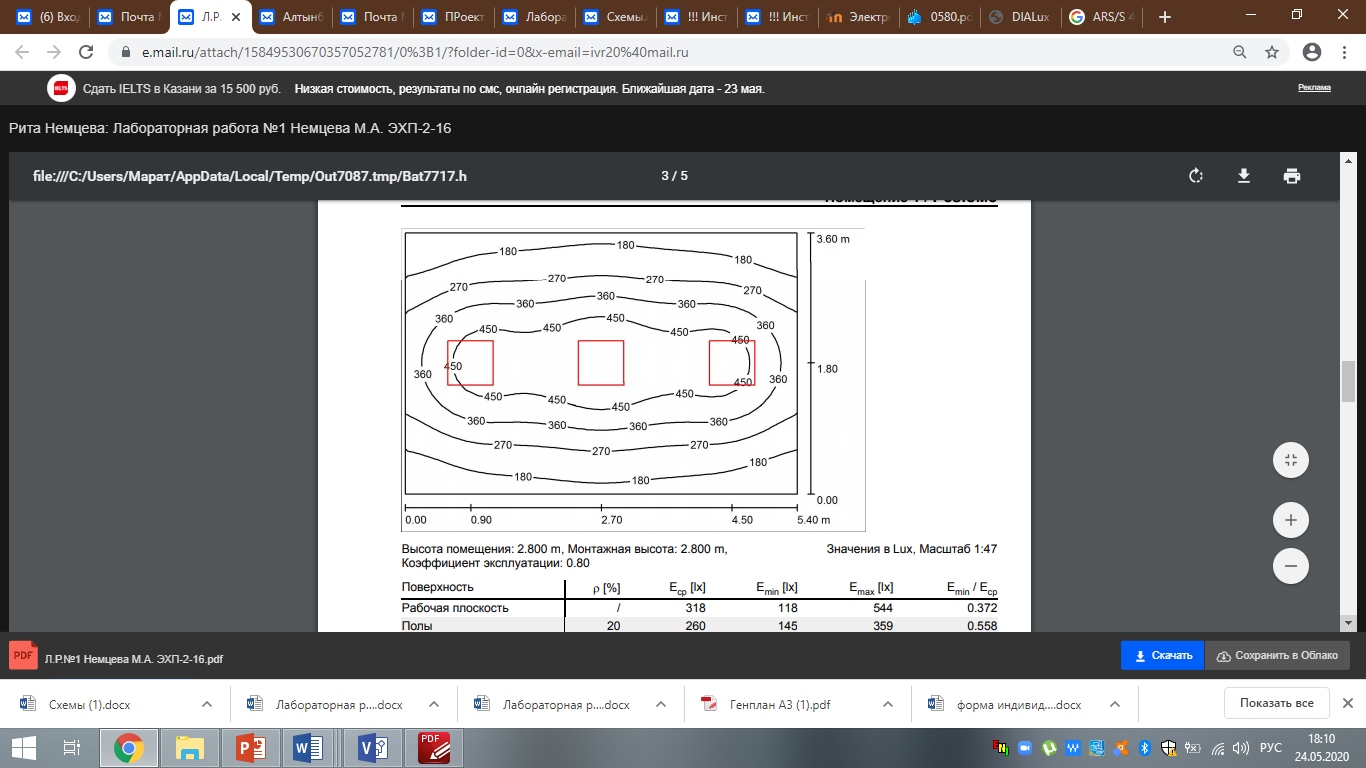 (6) Вход
Почта М
Л.Р.
Алтынб
Почта М
ПРоект
Лабора
Схемы.
!!! Инст
!!! Инст
Электро
0580.pd
DIALux
ARS/S 4
e.mail.ru/attach/15849530670357052781/0%3B1/?folder-id=0&x-email=ivr20%40mail.ru
IELTS
Сдать IELTS в Казани за 15 500 руб. Низкая стоимость, результаты по смс, онлайн регистрация. Ближайшая дата - 23 мая.
Реклама
Рита Немцева: Лабораторная работа №1 Немцева М.А. ЭХП-2-16
file:///C:/Users/Марат/AppData/Local/Temp/Out7087.tmp/Bat7717.h
3 / 5
180 180 180
270 270 270 270
360 360 360 360 360
450 450 450 450 460
360 450 450 360
450 450 450 450
360 360 360 360
270 270 270
180 180 180
3.60 m
1.80
0.00
0.00 0.90 2.70 4.50 5.40 m
Высота помещения: 2.800 m, Монтажная высота: 2.800 m,
Коэффициент эксплуатации: 0.80
Значения в Lux, Масштаб 1:47
Поверхность ρ [%] Eср [lx] Emin [lx] Emax [lx] Emin / Eср
Рабочая плоскость / 318 118 544 0.372
Полы 20 260 145 359 0.558
PDF
Л.Р.№1 Немцева М.А. ЭХП-2-16.pdf
Скачать
Сохранить в Облако
Схемы (1).docx
Лабораторная р....docx
Лабораторная р....docx
Генплан А3 (1).pdf
форма индивид....docx
Показать все
PDF
РУС
18:10
24.05.2020